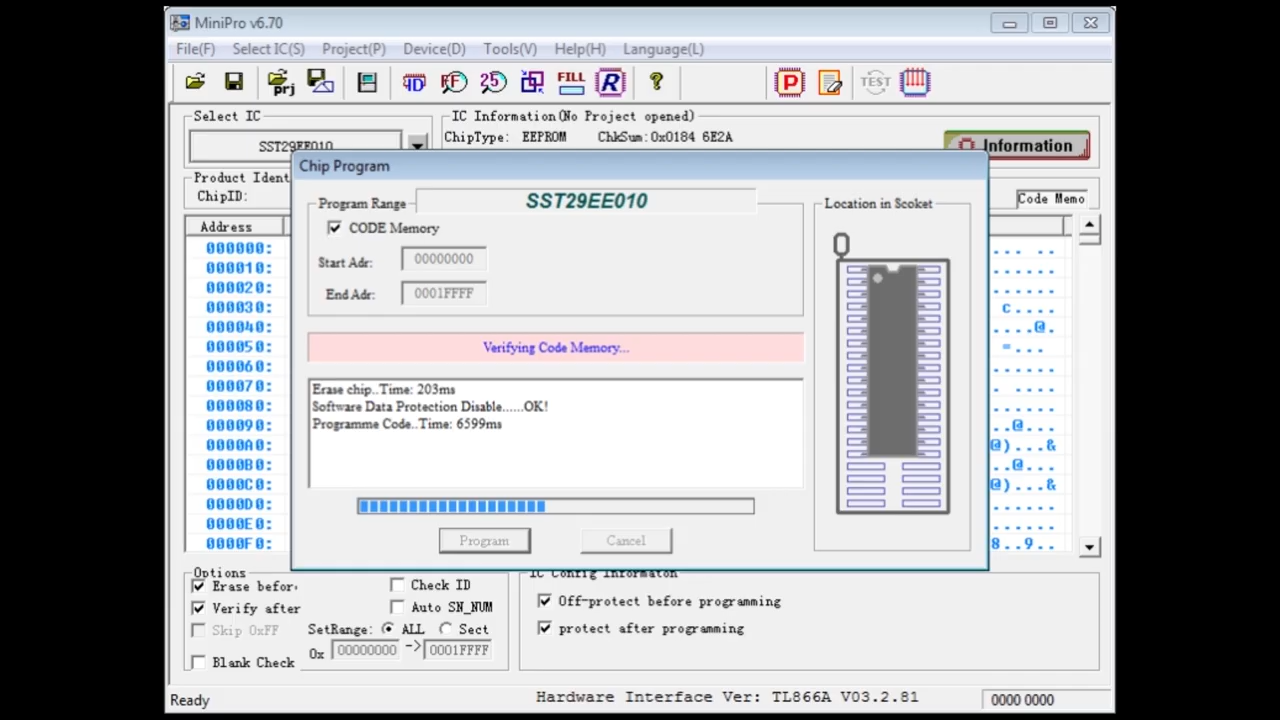 MiniPro v6.70
File(F) Select IC(S) Project(P) Device(D) Tools(V) Help(H) Language(L)
prj ID FF 25 FILL R ? P TEST
Select IC
SST29EE010
IC Information(No Project opened)
ChipType: EEPROM ChkSum:0x0184 6E2A
Information
Product Ident
ChipID:
Code Memo
Address
000000: ... ..
000010: ......
000020: ......
000030: c....
000040: ....@.
000050: =...
000060: ......
000070: ......
000080: ......
000090: ..@...
0000A0: @)...&
0000B0: ..@...
0000C0: @)...&
0000D0: ......
0000E0: ......
0000F0: 8..9..
Chip Program
Program Range
SST29EE010
CODE Memory
Start Adr: 00000000
End Adr: 0001FFFF
Verifying Code Memory...
Erase chip..Time: 203ms
Software Data Protection Disable......OK!
Programme Code..Time: 6599ms
Program Cancel
Location in Scoket
Options
Erase befor
Verify after
Skip 0xFF
Blank Check
Check ID
Auto SN_NUM
SetRange: ALL Sect
0x 00000000 -> 0001FFFF
IC Config Informaton
Off-protect before programming
protect after programming
Ready
Hardware Interface Ver: TL866A V03.2.81
0000 0000